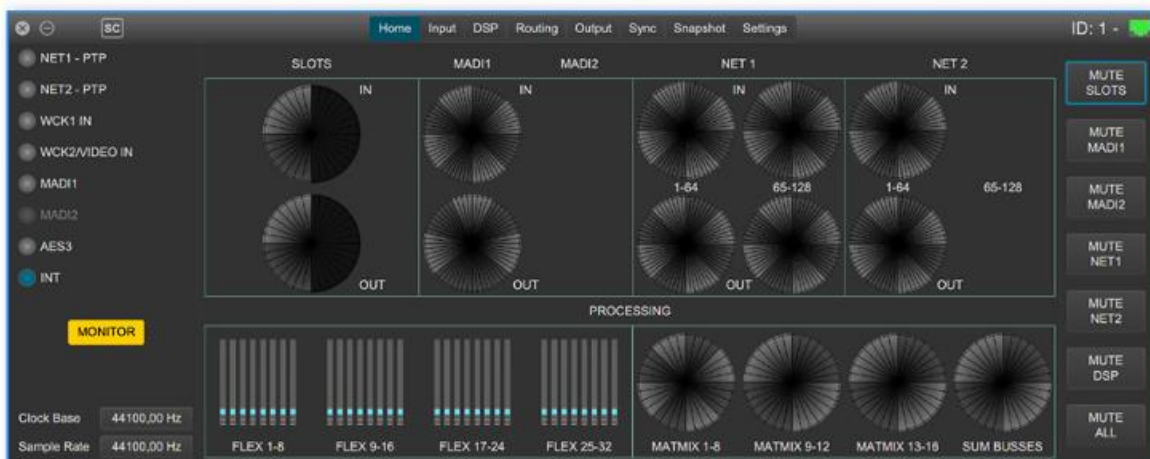 SC
Home Input DSP Routing Output Sync Snapshot Settings
ID: 1 -
NET1 - PTP
NET2 - PTP
WCK1 IN
WCK2/VIDEO IN
MADI1
MADI2
AES3
INT
MONITOR
Clock Base 44100,00 Hz
Sample Rate 44100,00 Hz
SLOTS MADI1 MADI2 NET 1 NET 2
IN IN IN IN
1-64 65-128 1-64 65-128
OUT OUT OUT OUT
PROCESSING
FLEX 1-8 FLEX 9-16 FLEX 17-24 FLEX 25-32 MATMIX 1-8 MATMIX 9-12 MATMIX 13-16 SUM BUSSES
MUTE
SLOTS
MUTE
MADI1
MUTE
MADI2
MUTE
NET1
MUTE
NET2
MUTE
DSP
MUTE
ALL